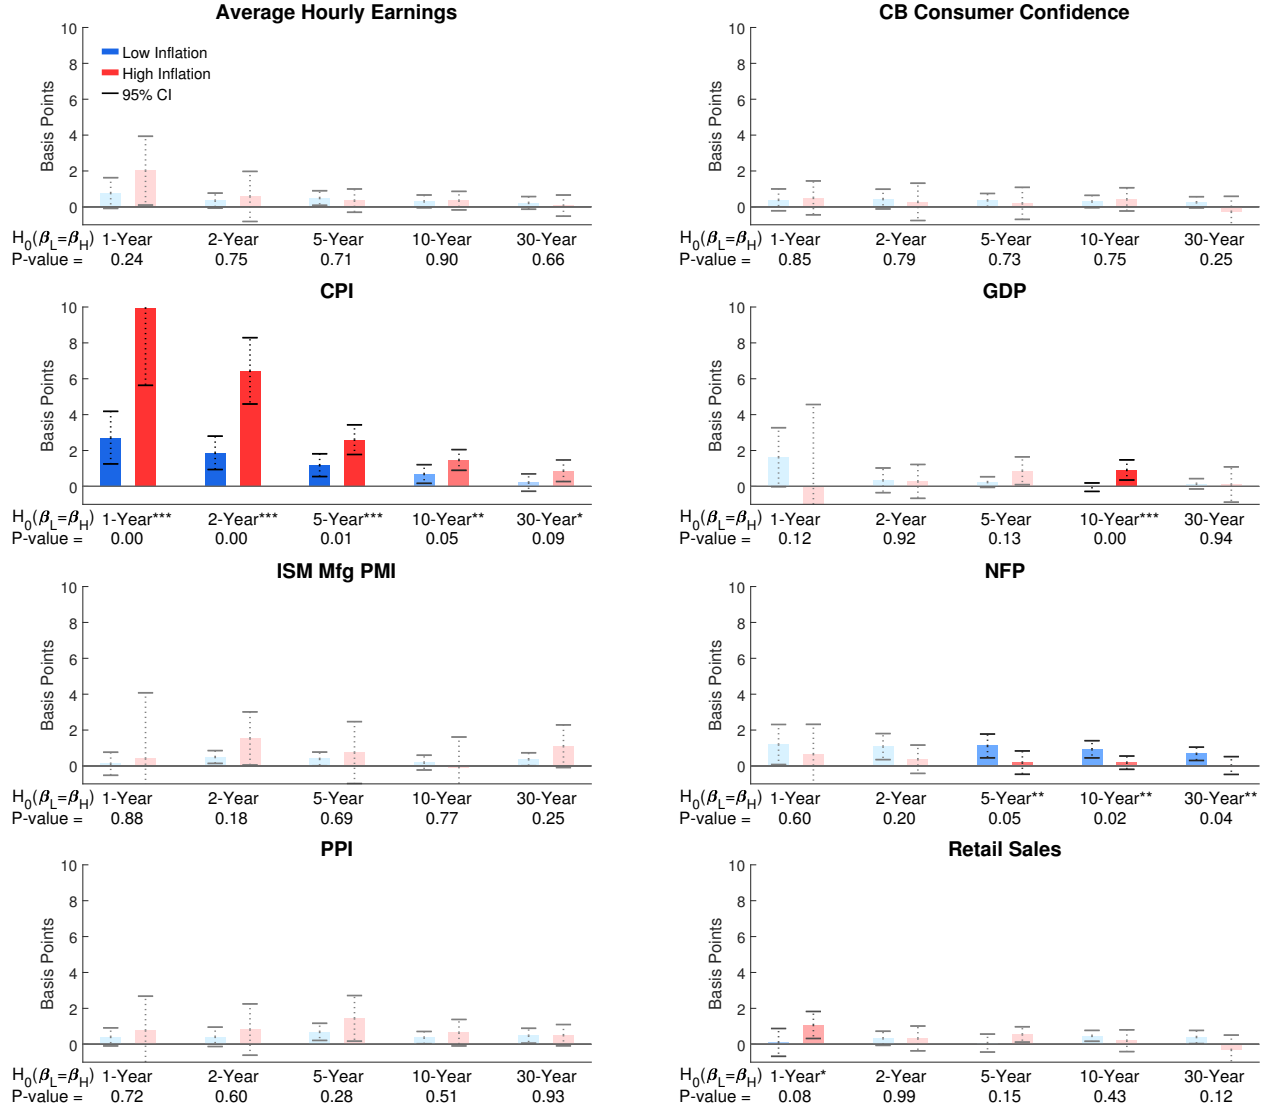 Average Hourly Earnings
10
8
6
4
2
0
Basis Points
Low Inflation
High Inflation
95% CI
H0(βL=βH) 1-Year 2-Year 5-Year 10-Year 30-Year
P-value = 0.24 0.75 0.71 0.90 0.66
CB Consumer Confidence
10
8
6
4
2
0
Basis Points
H0(βL=βH) 1-Year 2-Year 5-Year 10-Year 30-Year
P-value = 0.85 0.79 0.73 0.75 0.25
CPI
10
8
6
4
2
0
Basis Points
H0(βL=βH) 1-Year*** 2-Year*** 5-Year*** 10-Year** 30-Year*
P-value = 0.00 0.00 0.01 0.05 0.09
GDP
10
8
6
4
2
0
Basis Points
H0(βL=βH) 1-Year 2-Year 5-Year 10-Year*** 30-Year
P-value = 0.12 0.92 0.13 0.00 0.94
ISM Mfg PMI
10
8
6
4
2
0
Basis Points
H0(βL=βH) 1-Year 2-Year 5-Year 10-Year 30-Year
P-value = 0.88 0.18 0.69 0.77 0.25
NFP
10
8
6
4
2
0
Basis Points
H0(βL=βH) 1-Year 2-Year 5-Year** 10-Year** 30-Year**
P-value = 0.60 0.20 0.05 0.02 0.04
PPI
10
8
6
4
2
0
Basis Points
H0(βL=βH) 1-Year 2-Year 5-Year 10-Year 30-Year
P-value = 0.72 0.60 0.28 0.51 0.93
Retail Sales
10
8
6
4
2
0
Basis Points
H0(βL=βH) 1-Year* 2-Year 5-Year 10-Year 30-Year
P-value = 0.08 0.99 0.15 0.43 0.12